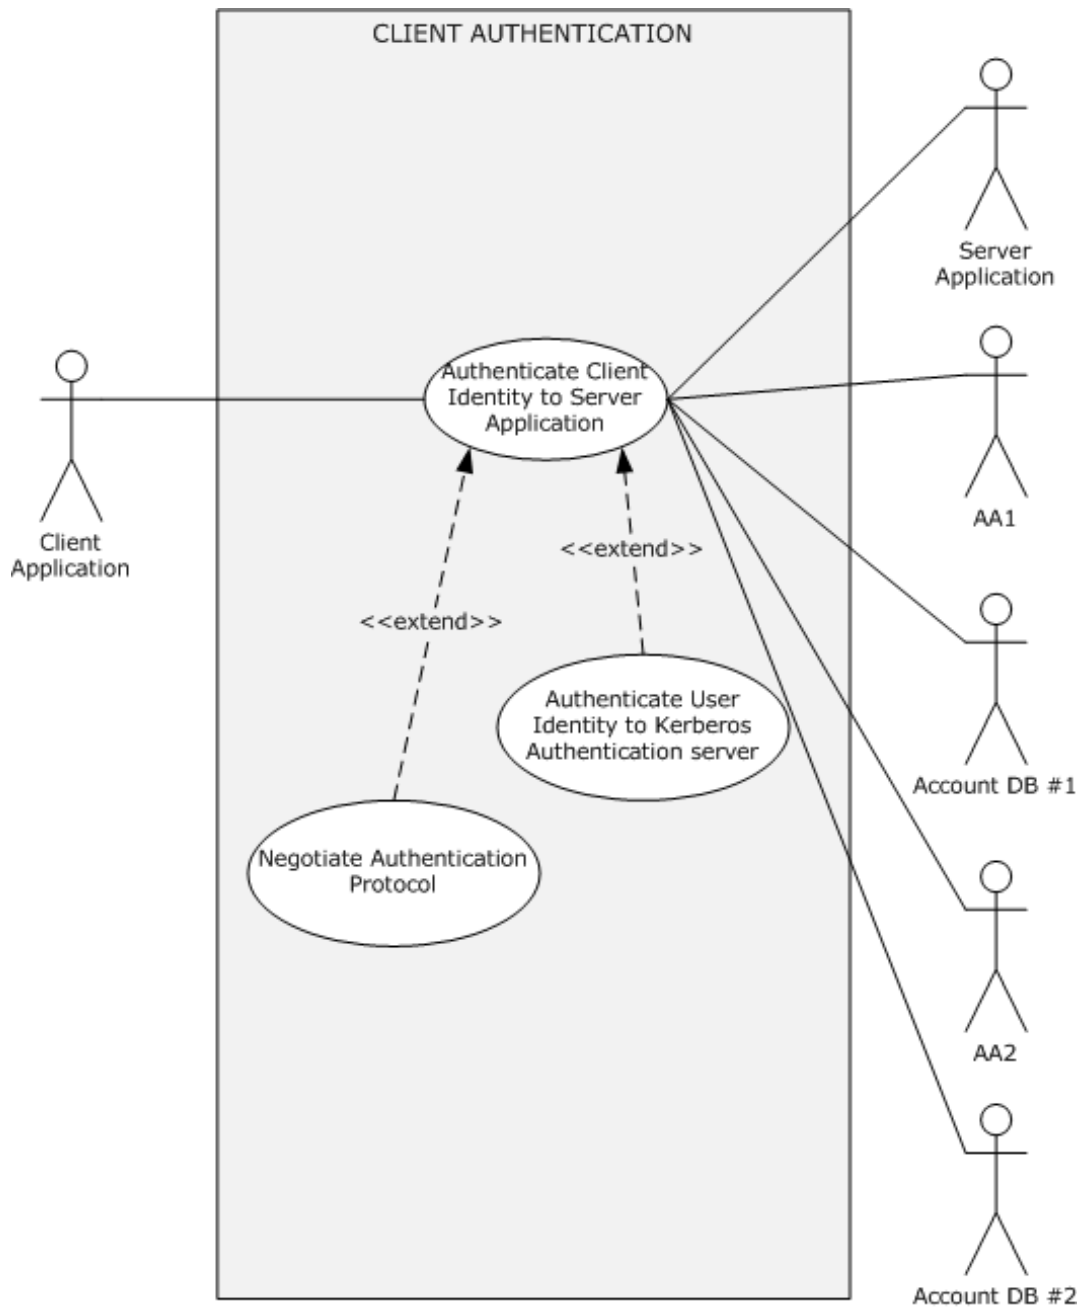 CLIENT AUTHENTICATION
Server
Application
Authenticate Client
Identity to Server
Application
AA1
Client
Application
<<extend>>
<<extend>>
Authenticate User
Identity to Kerberos
Authentication server
Account DB #1
Negotiate Authentication
Protocol
AA2
Account DB #2